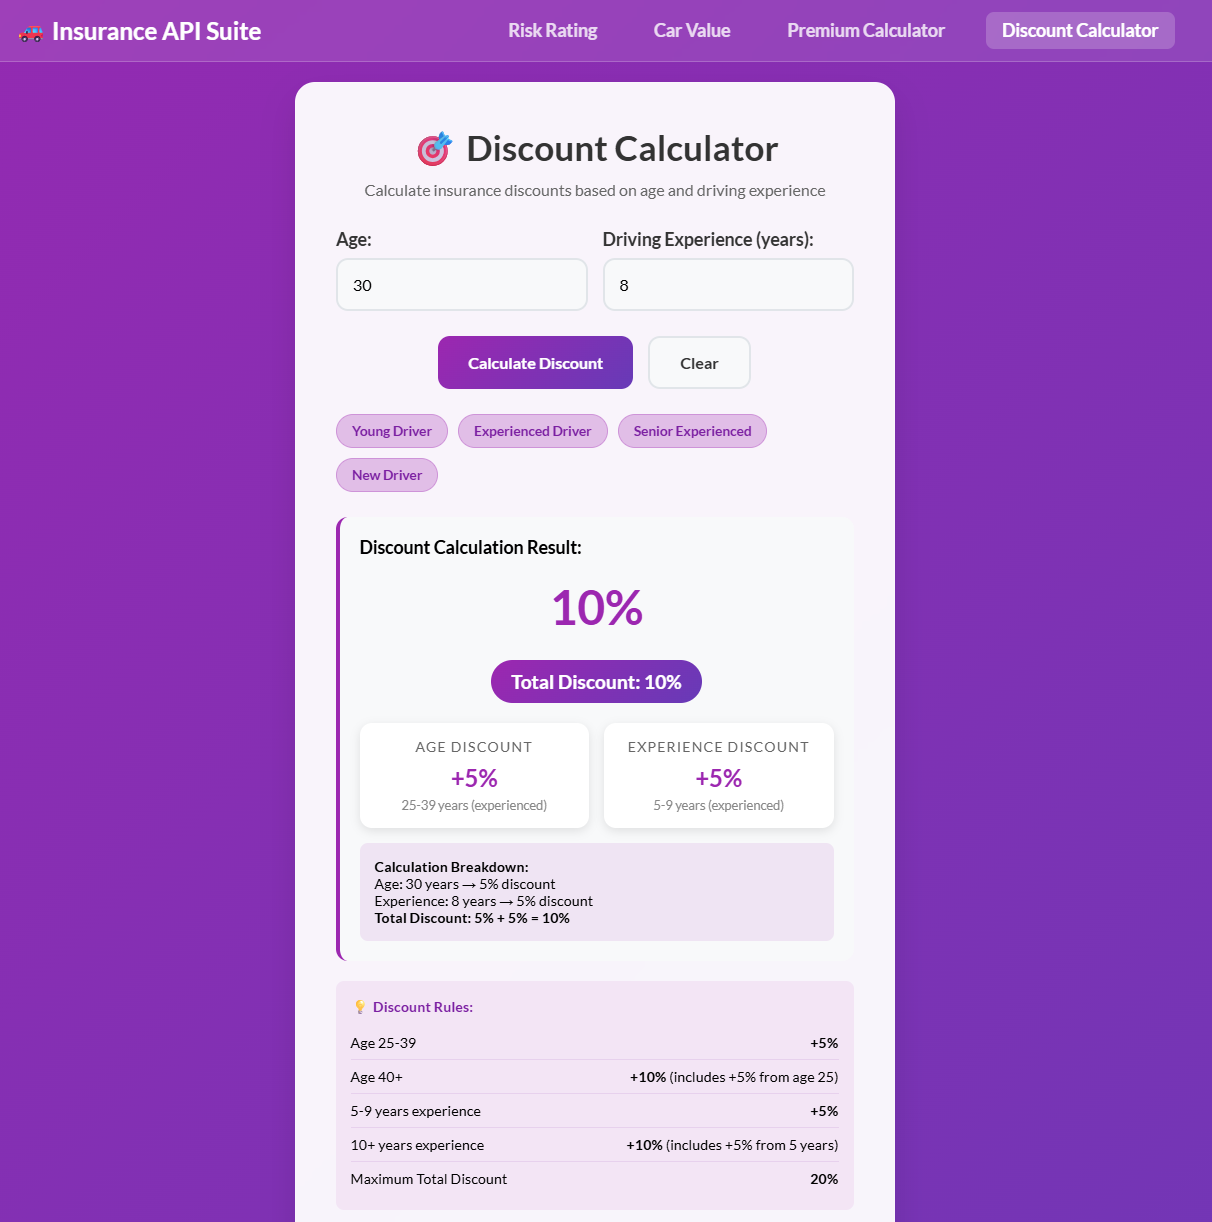 Insurance API Suite
Risk Rating
Car Value
Premium Calculator
Discount Calculator
Discount Calculator
Calculate insurance discounts based on age and driving experience
Age:
Driving Experience (years):
30
8
Calculate Discount
Clear
Young Driver
Experienced Driver
Senior Experienced
New Driver
Discount Calculation Result:
10%
Total Discount: 10%
AGE DISCOUNT
+5%
25-39 years (experienced)
EXPERIENCE DISCOUNT
+5%
5-9 years (experienced)
Calculation Breakdown:
Age: 30 years → 5% discount
Experience: 8 years → 5% discount
Total Discount: 5% + 5% = 10%
Discount Rules:
Age 25-39 +5%
Age 40+ +10% (includes +5% from age 25)
5-9 years experience +5%
10+ years experience +10% (includes +5% from 5 years)
Maximum Total Discount 20%